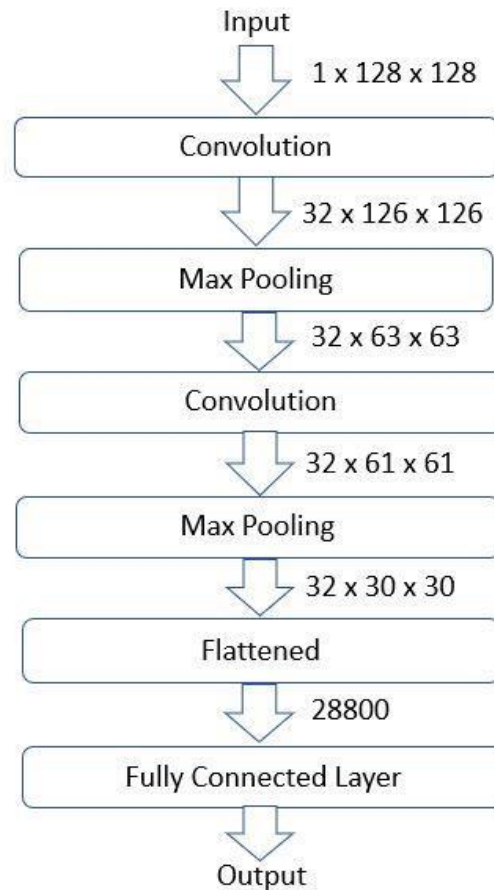 Input
1 x 128 x 128
Convolution
32 x 126 x 126
Max Pooling
32 x 63 x 63
Convolution
32 x 61 x 61
Max Pooling
32 x 30 x 30
Flattened
28800
Fully Connected Layer
Output